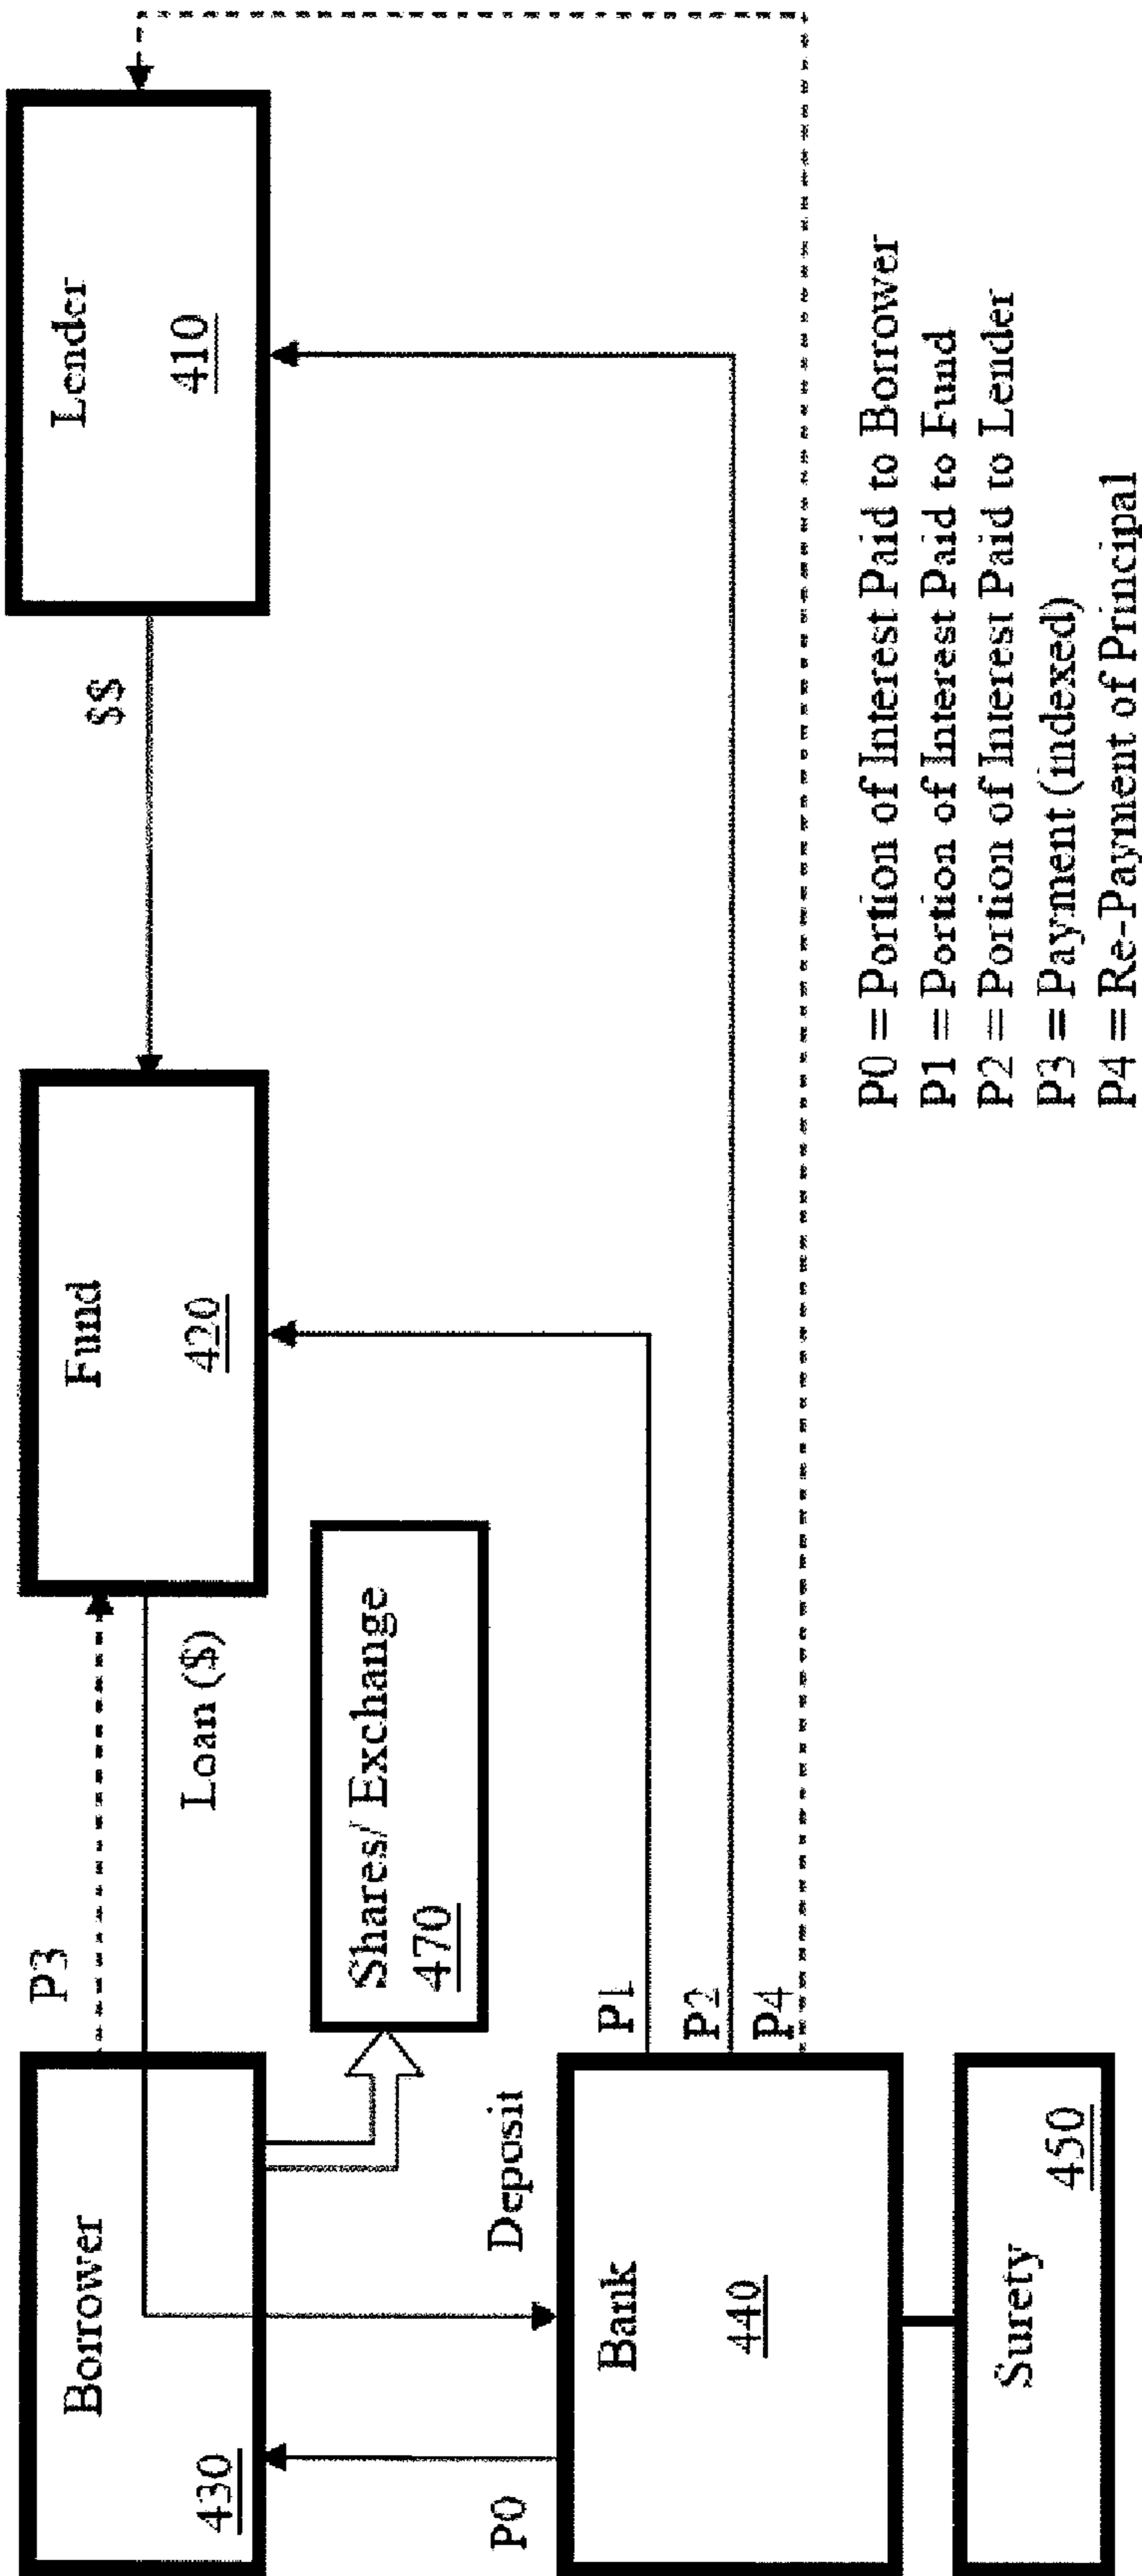 Borrower
430
P3
Loan ($)
Fund
420
$$
Lender
410
Shares/ Exchange
470
P0
Deposit
Bank
440
P1
P2
P4
Surety
450
P0 = Portion of Interest Paid to Borrower
P1 = Portion of Interest Paid to Fund
P2 = Portion of Interest Paid to Lender
P3 = Payment (indexed)
P4 = Re-Payment of Principal